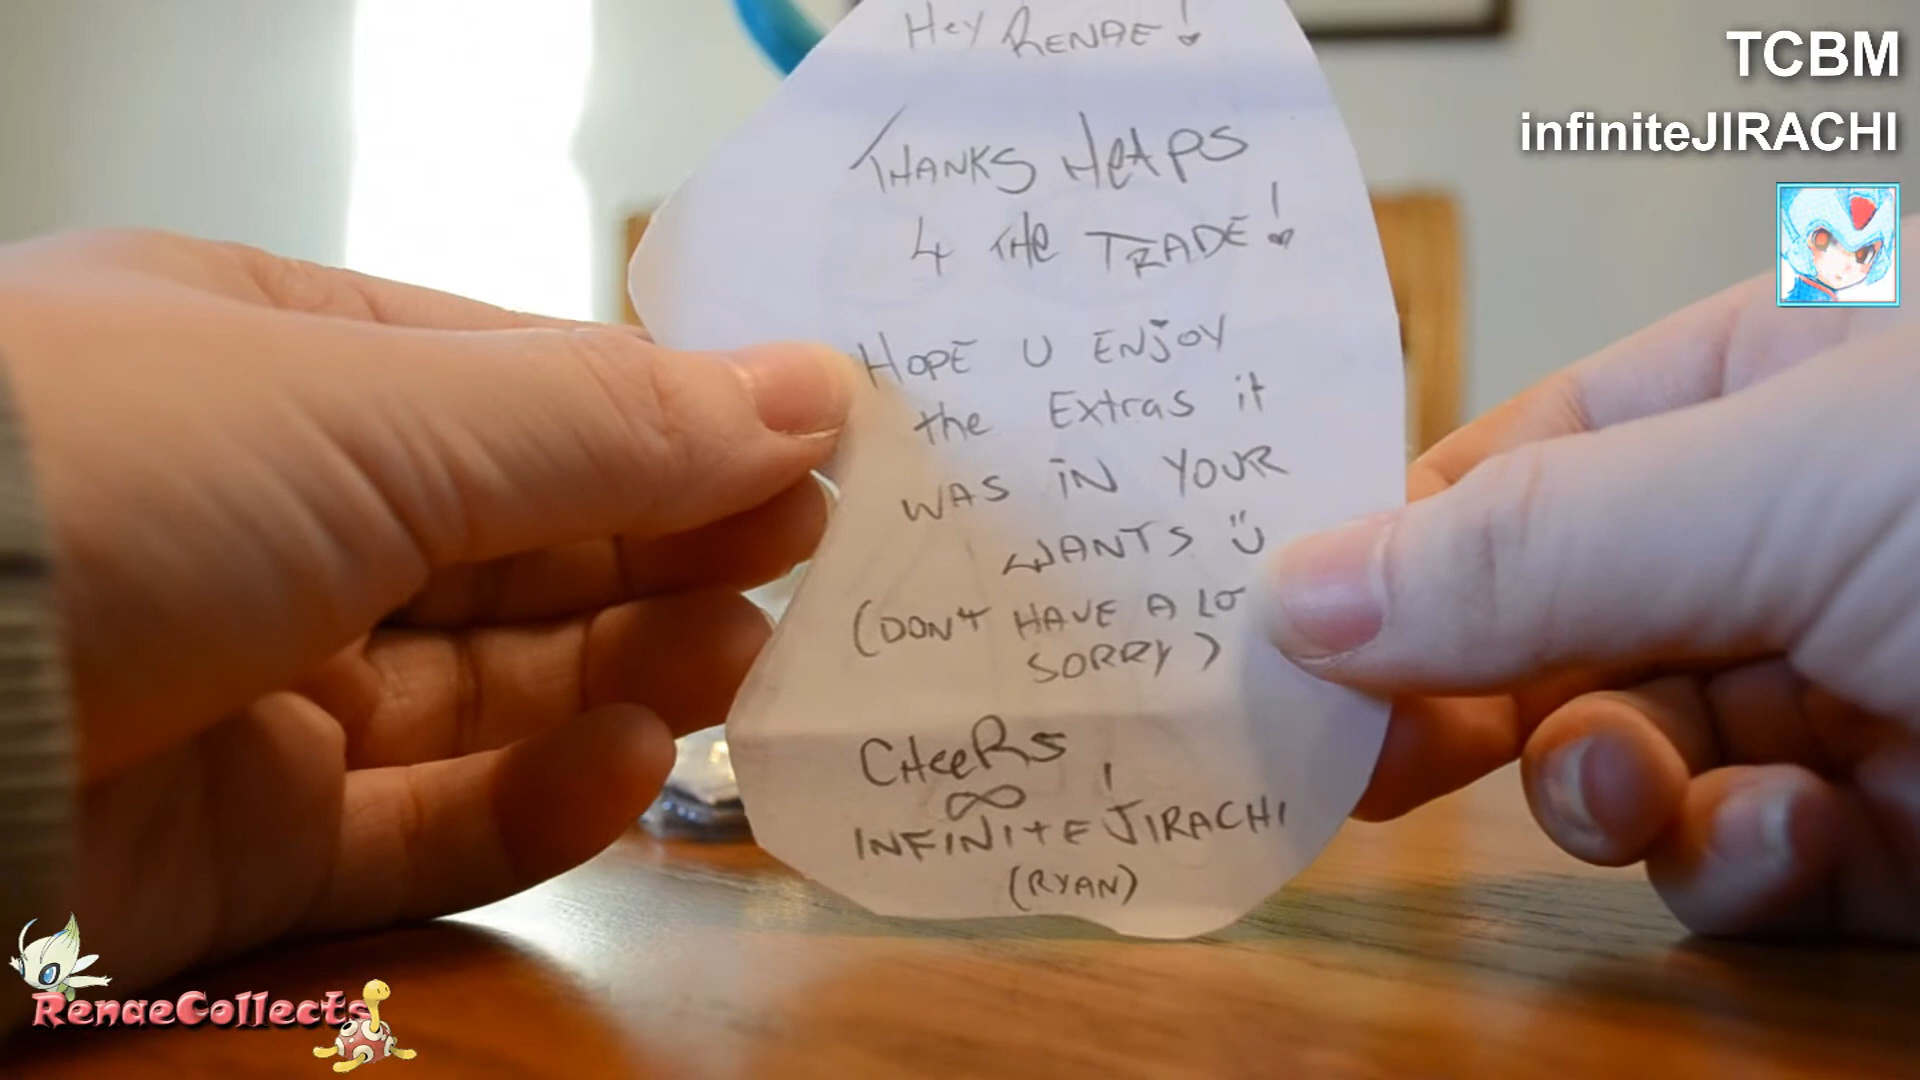 TCBM
infiniteJIRACHI
Hey RENAE!
THANKS HeAPS
4 THe TRADE!
HOPE U ENjOY
the Extras it
WAS iN YOUR
WANTS Ü
(DON't HAVE A LO
SORRY)
CHeeRs
∞ !
INFINITE JIRACHI
(RYAN)
RenaeCollects